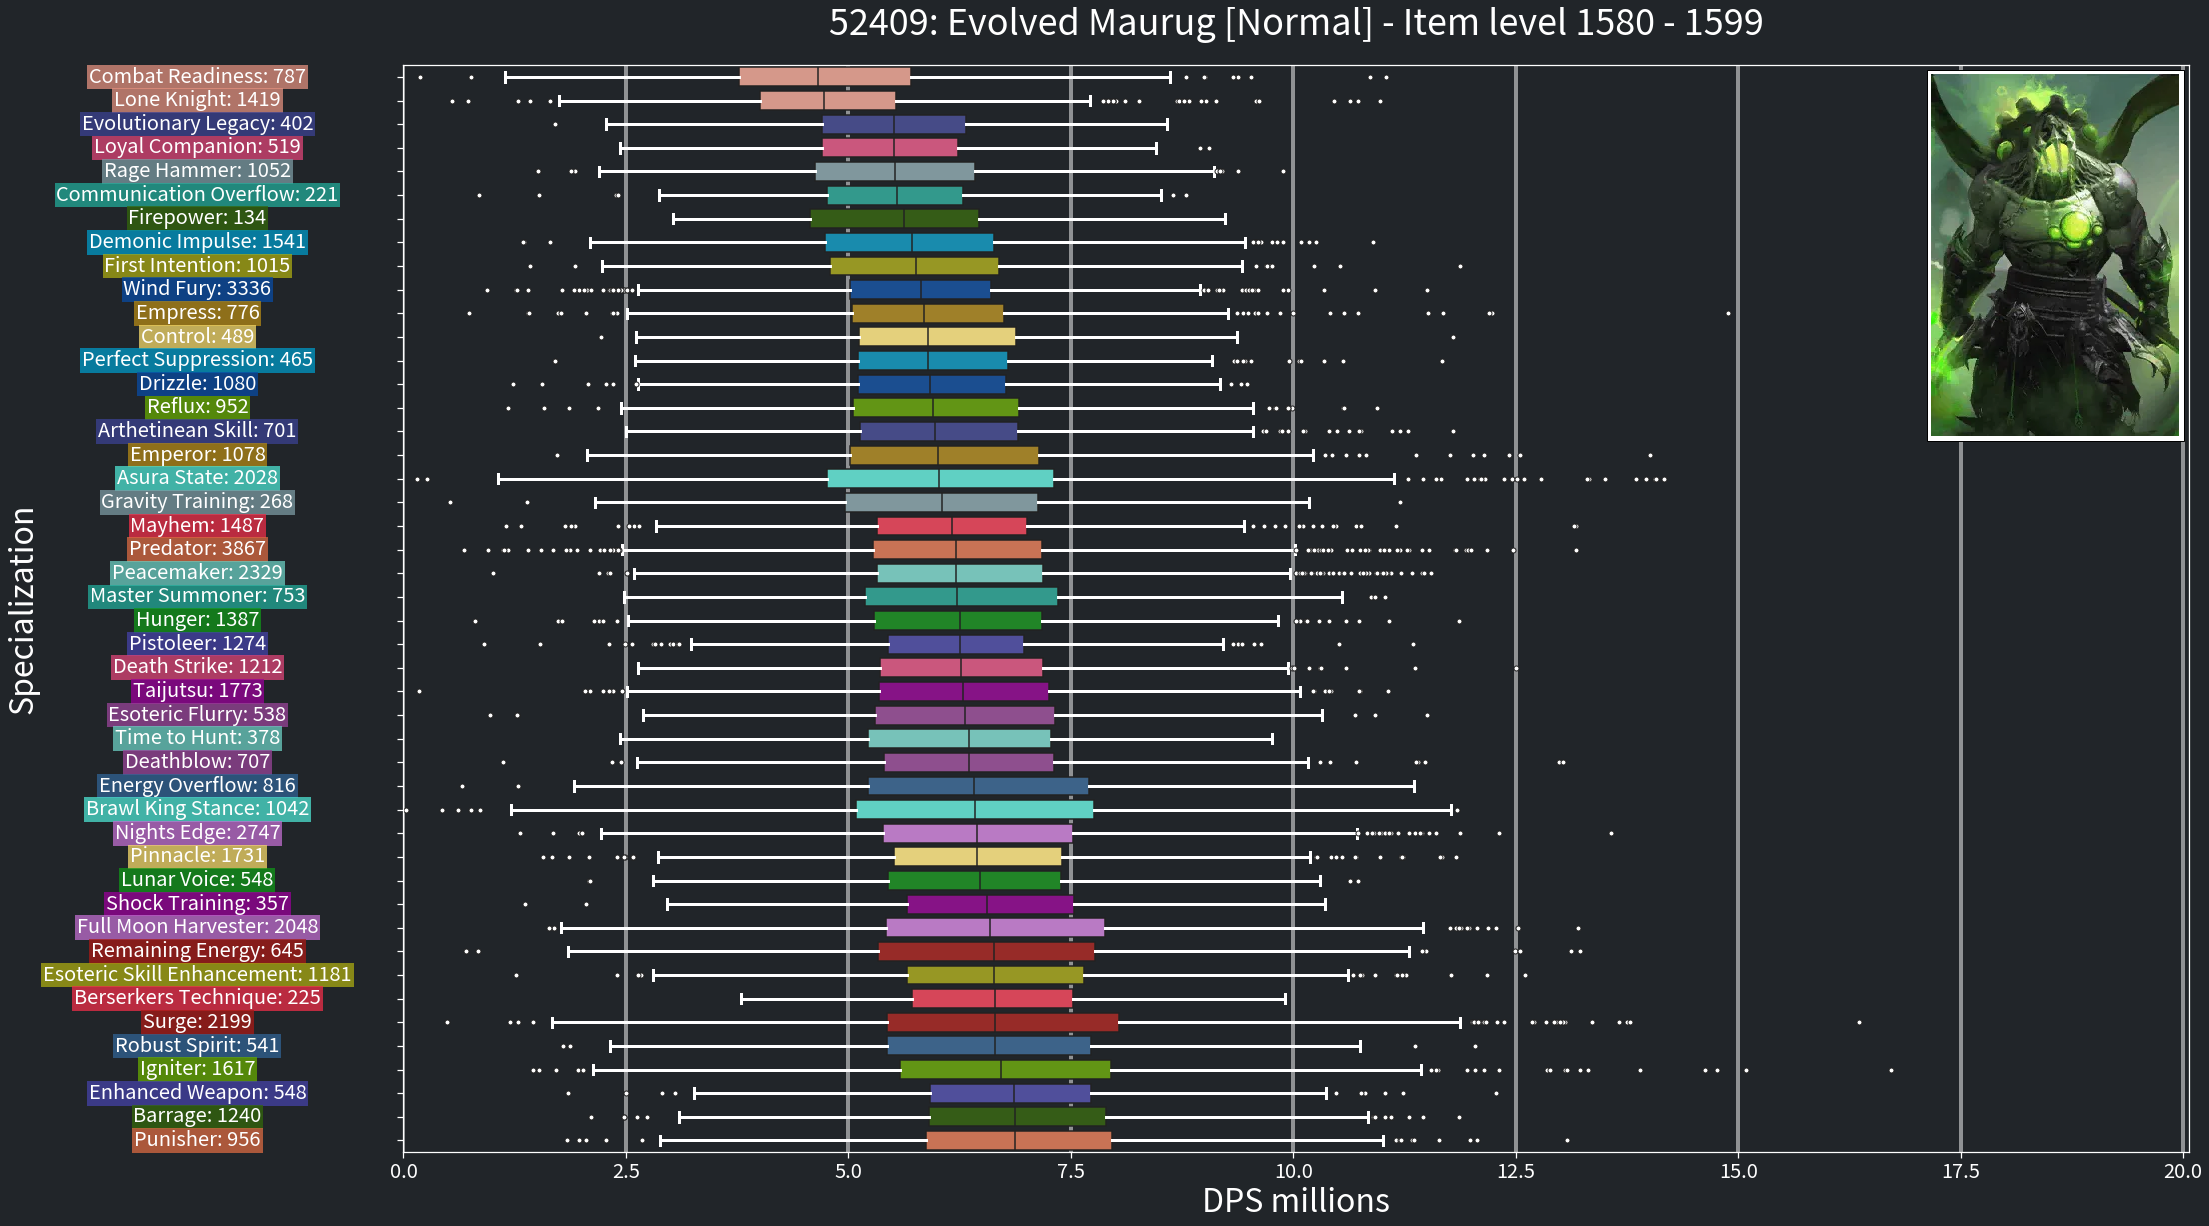 52409: Evolved Maurug [Normal] - Item level 1580 - 1599
Specialization
Combat Readiness: 787
Lone Knight: 1419
Evolutionary Legacy: 402
Loyal Companion: 519
Rage Hammer: 1052
Communication Overflow: 221
Firepower: 134
Demonic Impulse: 1541
First Intention: 1015
Wind Fury: 3336
Empress: 776
Control: 489
Perfect Suppression: 465
Drizzle: 1080
Reflux: 952
Arthetinean Skill: 701
Emperor: 1078
Asura State: 2028
Gravity Training: 268
Mayhem: 1487
Predator: 3867
Peacemaker: 2329
Master Summoner: 753
Hunger: 1387
Pistoleer: 1274
Death Strike: 1212
Taijutsu: 1773
Esoteric Flurry: 538
Time to Hunt: 378
Deathblow: 707
Energy Overflow: 816
Brawl King Stance: 1042
Nights Edge: 2747
Pinnacle: 1731
Lunar Voice: 548
Shock Training: 357
Full Moon Harvester: 2048
Remaining Energy: 645
Esoteric Skill Enhancement: 1181
Berserkers Technique: 225
Surge: 2199
Robust Spirit: 541
Igniter: 1617
Enhanced Weapon: 548
Barrage: 1240
Punisher: 956
0.0 2.5 5.0 7.5 10.0 12.5 15.0 17.5 20.0
DPS millions